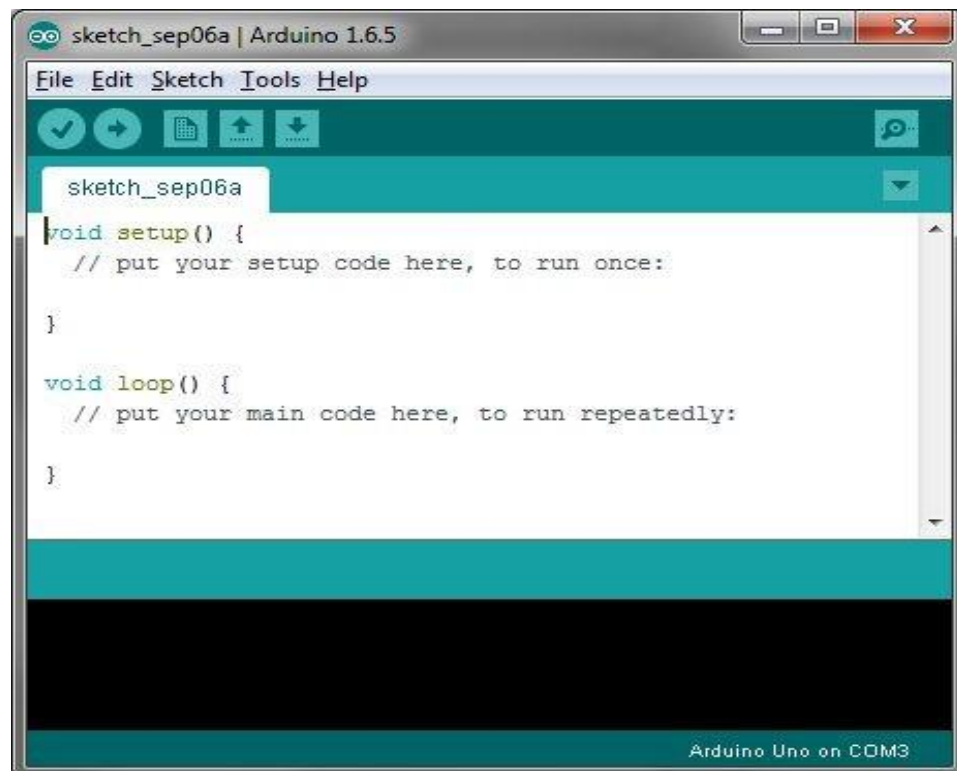 sketch_sep06a | Arduino 1.6.5
File Edit Sketch Tools Help
sketch_sep06a
void setup() {
  // put your setup code here, to run once:
}
void loop() {
  // put your main code here, to run repeatedly:
}
Arduino Uno on COM3